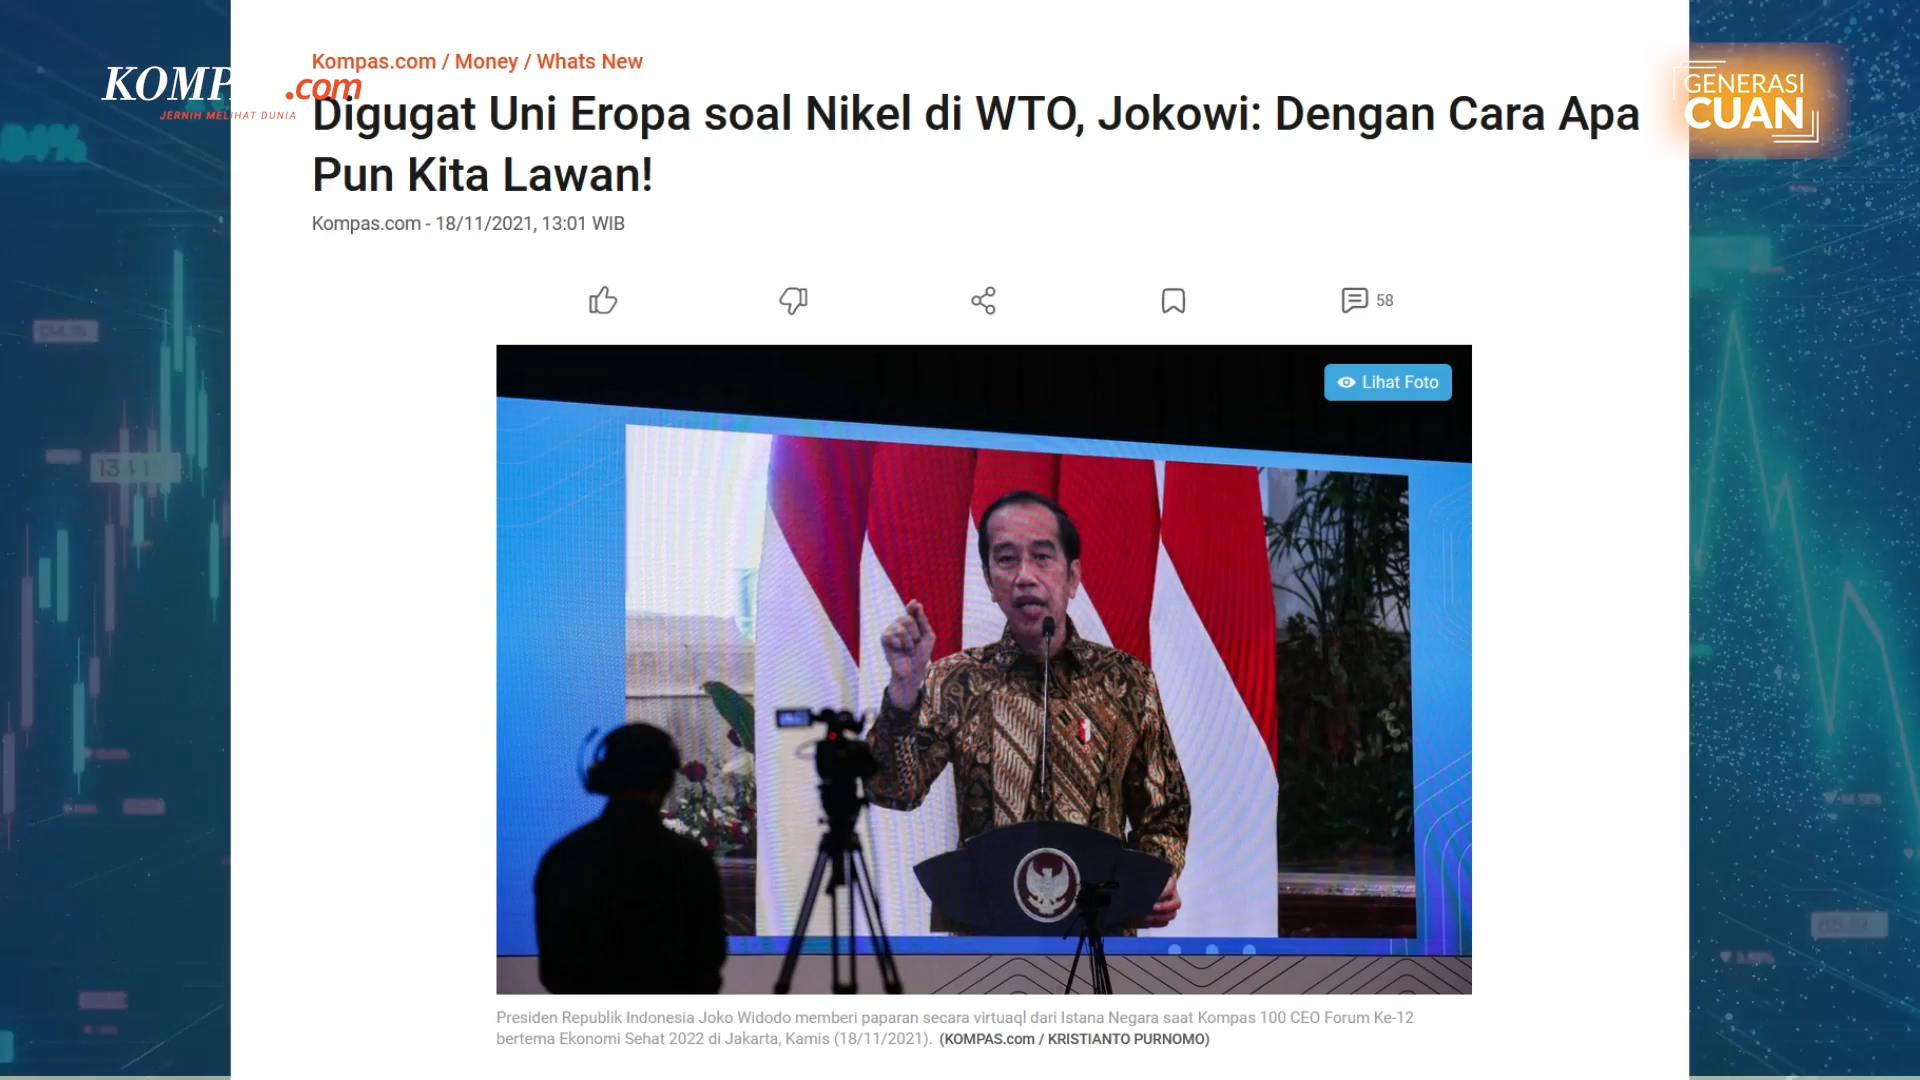 Kompas.com / Money / Whats New
KOMP .com
JERNIH MELIHAT DUNIA
GENERASI
CUAN
Digugat Uni Eropa soal Nikel di WTO, Jokowi: Dengan Cara Apa
Pun Kita Lawan!
Kompas.com - 18/11/2021, 13:01 WIB
58
Lihat Foto
Presiden Republik Indonesia Joko Widodo memberi paparan secara virtuaql dari Istana Negara saat Kompas 100 CEO Forum Ke-12
bertema Ekonomi Sehat 2022 di Jakarta, Kamis (18/11/2021). (KOMPAS.com / KRISTIANTO PURNOMO)